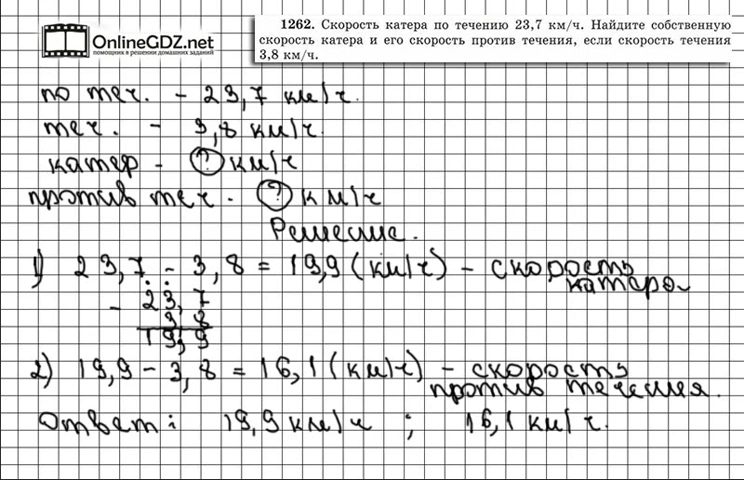 OnlineGDZ.net
помощник в решении домашних заданий
1262. Скорость катера по течению 23,7 км/ч. Найдите собственную
скорость катера и его скорость против течения, если скорость течения
3,8 км/ч.
по теч. - 23,7 км/ч.
теч. - 3,8 км/ч.
катер - ? км/ч
против теч. ? км/ч
Решение.
1) 23,7 - 3,8 = 19,9 (км/ч) - скорость
катера
- 23,7
3,8
19,9
2) 19,9 - 3,8 = 16,1 (км/ч) - скорость
против течения.
Ответ: 19,9 км/ч ; 16,1 км/ч.